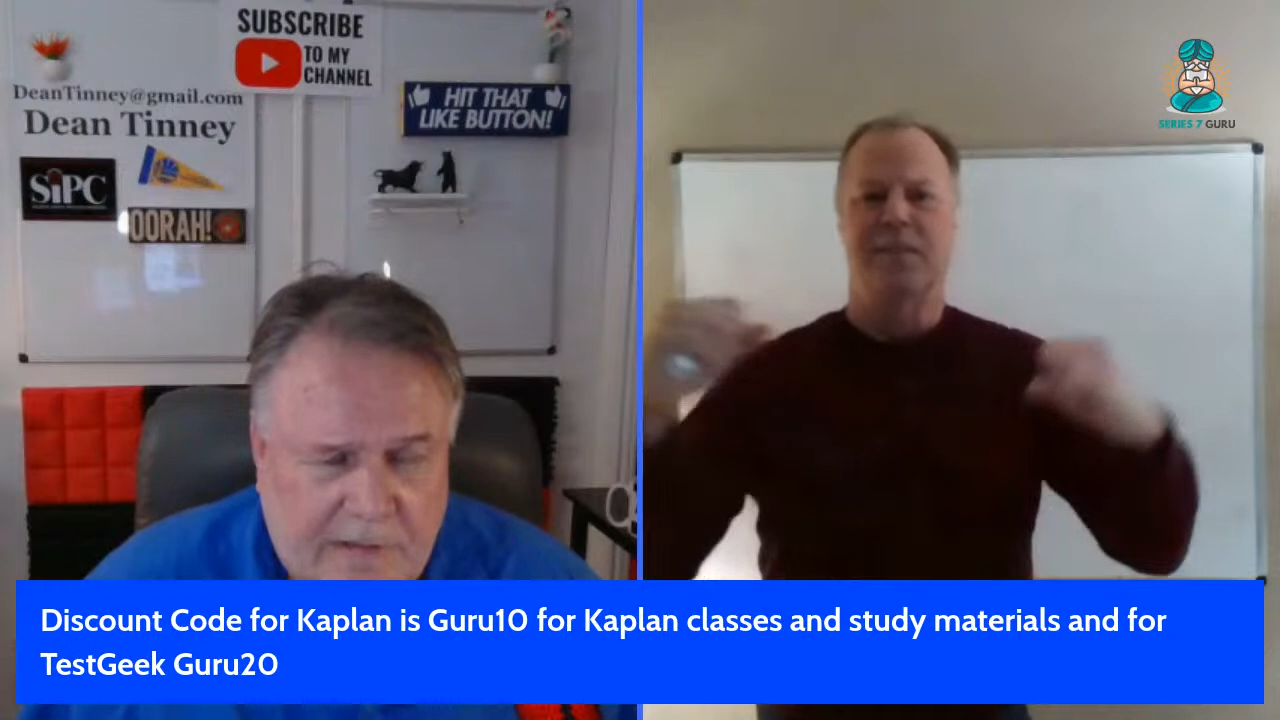 SUBSCRIBE
TO MY
CHANNEL
DeanTinney@gmail.com
Dean Tinney
HIT THAT
LIKE BUTTON!
SiPC
OORAH!
SERIES 7 GURU
Discount Code for Kaplan is Guru10 for Kaplan classes and study materials and for
TestGeek Guru20